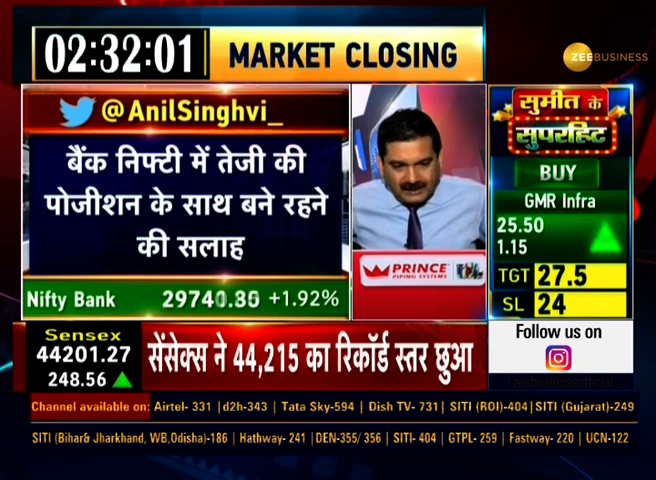 02:32:01 MARKET CLOSING
ZEEBUSINESS
@AnilSinghvi_
बैंक निफ्टी में तेजी की
पोजीशन के साथ बने रहने
की सलाह
Nifty Bank +1.92%
PRINCE
PIPING SYSTEMS
सुमीत के
सुपरहिट
BUY
GMR Infra
25.50
1.15
TGT 27.5
SL 24
Sensex
44201.27
248.56
सेंसेक्स ने 44,215 का रिकॉर्ड स्तर छुआ
Follow us on
#zeebusinessofficial
Channel available on: Airtel- 331 |d2h-343 | Tata Sky-594 | Dish TV- 731| SITI (ROI)-404|SITI (Gujarat)-249
SITI (Bihar& Jharkhand, WB,Odisha)-186 | Hathway- 241 |DEN-355/ 356 | SITI- 404 | GTPL- 259 | Fastway- 220 | UCN-122